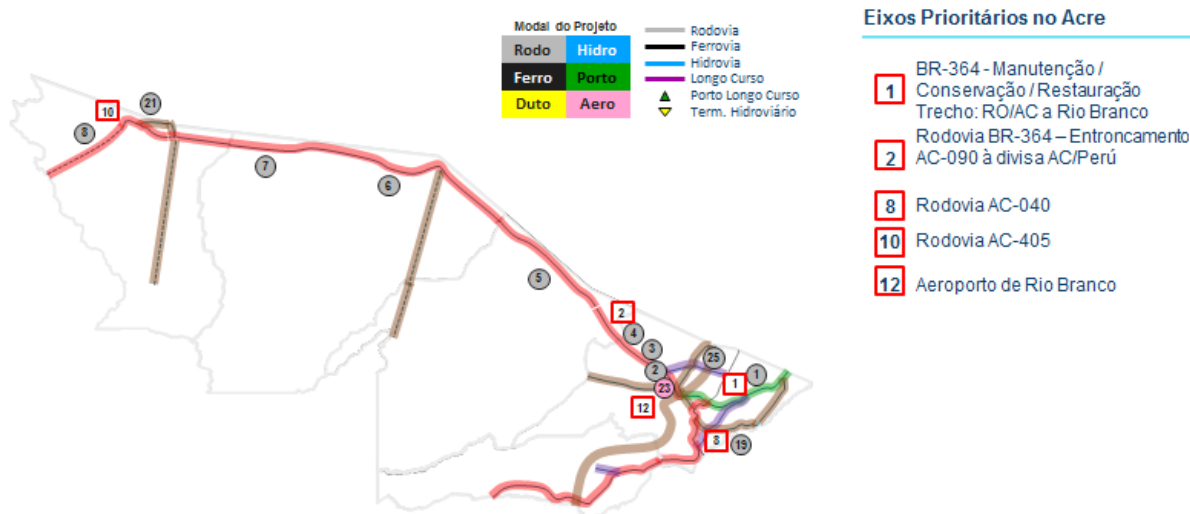 Modal do Projeto
Rodo Hidro
Ferro Porto
Duto Aero
Rodovia
Ferrovia
Hidrovia
Longo Curso
Porto Longo Curso
Term. Hidroviário
Eixos Prioritários no Acre
1
BR-364 - Manutenção /
Conservação / Restauração
Trecho: RO/AC a Rio Branco
2
Rodovia BR-364 – Entroncamento
AC-090 à divisa AC/Perú
8 Rodovia AC-040
10 Rodovia AC-405
12 Aeroporto de Rio Branco
10
21
8
7
6
5
2
4
3
2
25
1
1
23
12
8
19